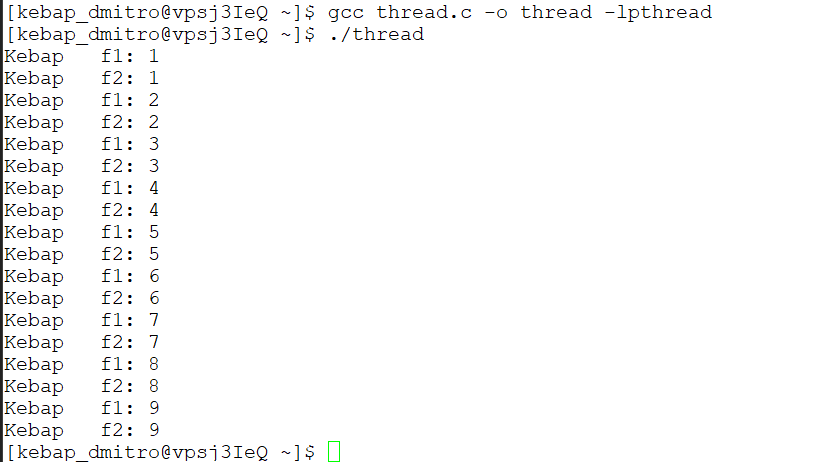 [kebap_dmitro@vpsj3IeQ ~]$ gcc thread.c -o thread -lpthread
[kebap_dmitro@vpsj3IeQ ~]$ ./thread
Kebap   f1: 1
Kebap   f2: 1
Kebap   f1: 2
Kebap   f2: 2
Kebap   f1: 3
Kebap   f2: 3
Kebap   f1: 4
Kebap   f2: 4
Kebap   f1: 5
Kebap   f2: 5
Kebap   f1: 6
Kebap   f2: 6
Kebap   f1: 7
Kebap   f2: 7
Kebap   f1: 8
Kebap   f2: 8
Kebap   f1: 9
Kebap   f2: 9
[kebap_dmitro@vpsj3IeQ ~]$